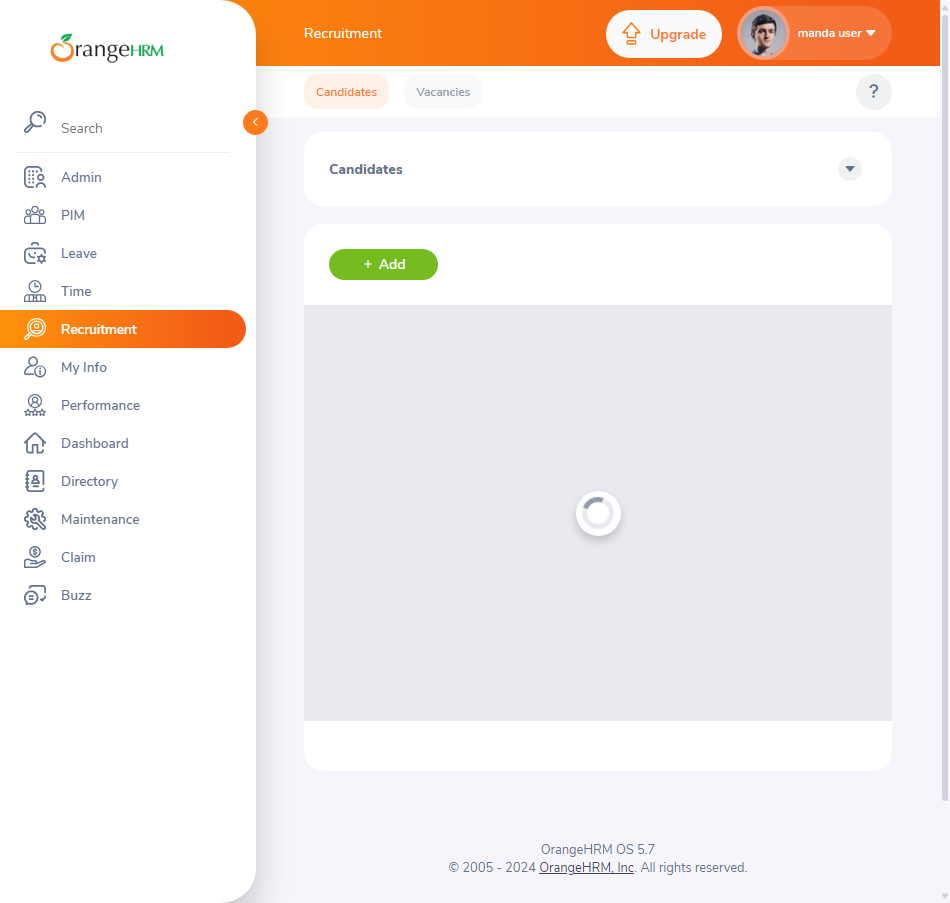 OrangeHRM
Search
Admin
PIM
Leave
Time
Recruitment
My Info
Performance
Dashboard
Directory
Maintenance
Claim
Buzz
Recruitment
Upgrade
manda user
Candidates
Vacancies
?
Candidates
+ Add
OrangeHRM OS 5.7
© 2005 - 2024 OrangeHRM, Inc. All rights reserved.